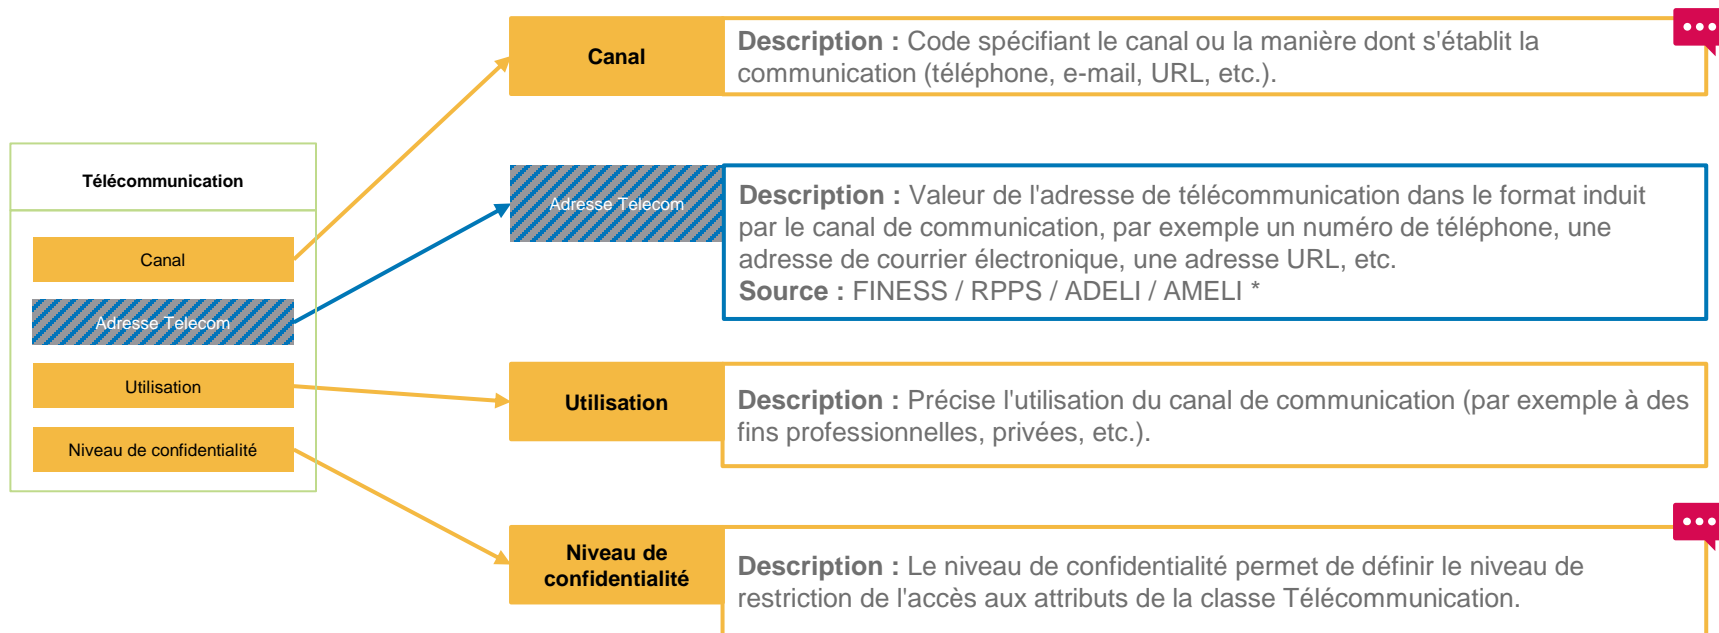 Télécommunication
Canal
Adresse Telecom
Utilisation
Niveau de confidentialité
Canal
Description : Code spécifiant le canal ou la manière dont s'établit la
communication (téléphone, e-mail, URL, etc.).
Adresse Telecom
Description : Valeur de l'adresse de télécommunication dans le format induit
par le canal de communication, par exemple un numéro de téléphone, une
adresse de courrier électronique, une adresse URL, etc.
Source : FINESS / RPPS / ADELI / AMELI *
Utilisation
Description : Précise l'utilisation du canal de communication (par exemple à des
fins professionnelles, privées, etc.).
Niveau de
confidentialité
Description : Le niveau de confidentialité permet de définir le niveau de
restriction de l'accès aux attributs de la classe Télécommunication.